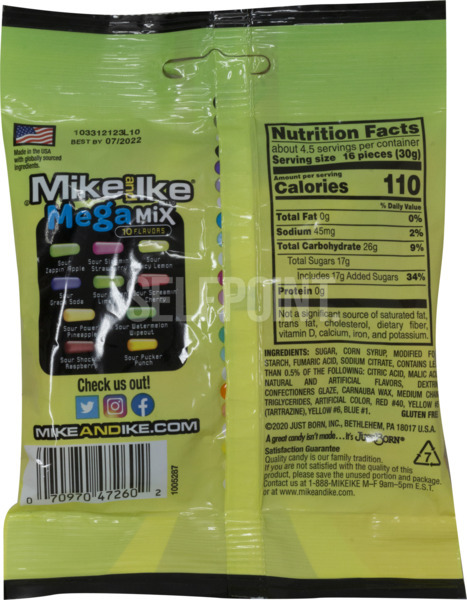 103312123L10
BEST BY 07/2022
Made in the USA
with globally sourced
ingredients.
Mike and Ike®
Mega MIX
10 FLAVORS
Sour
Zappin' Apple
Sour
Strawberry
Sour
Lemon
Sour
Grape Soda
Sour
Lime
Sour Screamin'
Cherry
Sour Power
Pineapple
Sour Watermelon
Wipeout
Sour Shock
Raspberry
Sour Pucker
Punch
Check us out!
MIKEANDIKE.COM
0 70970 47260 2
1005287
SELFPOINT
Nutrition Facts
about 4.5 servings per container
Serving size 16 pieces (30g)
Amount per serving
Calories 110
% Daily Value
Total Fat 0g 0%
Sodium 45mg 2%
Total Carbohydrate 26g 9%
Total Sugars 17g
Includes 17g Added Sugars 34%
Protein 0g
Not a significant source of saturated fat,
trans fat, cholesterol, dietary fiber,
vitamin D, calcium, iron, and potassium.
INGREDIENTS: SUGAR, CORN SYRUP, MODIFIED FO
STARCH, FUMARIC ACID, SODIUM CITRATE, CONTAINS LE
THAN 0.5% OF THE FOLLOWING: CITRIC ACID, MALIC AC
NATURAL AND ARTIFICIAL FLAVORS, DEXTRI
CONFECTIONERS GLAZE, CARNAUBA WAX, MEDIUM CHAI
TRIGLYCERIDES, ARTIFICIAL COLOR, RED #40, YELLOW #
(TARTRAZINE), YELLOW #6, BLUE #1.
GLUTEN FRE
©2020 JUST BORN, INC., BETHLEHEM, PA 18017 U.S.A.
A great candy isn't made... it's JUST BORN®
Satisfaction Guarantee
Quality candy is our family tradition.
If you are not satisfied with the quality of this
product, please save the unused portion and package.
Contact us at 1-888-MIKEIKE M–F 9am–5pm E.S.T.
or at www.mikeandike.com.
7